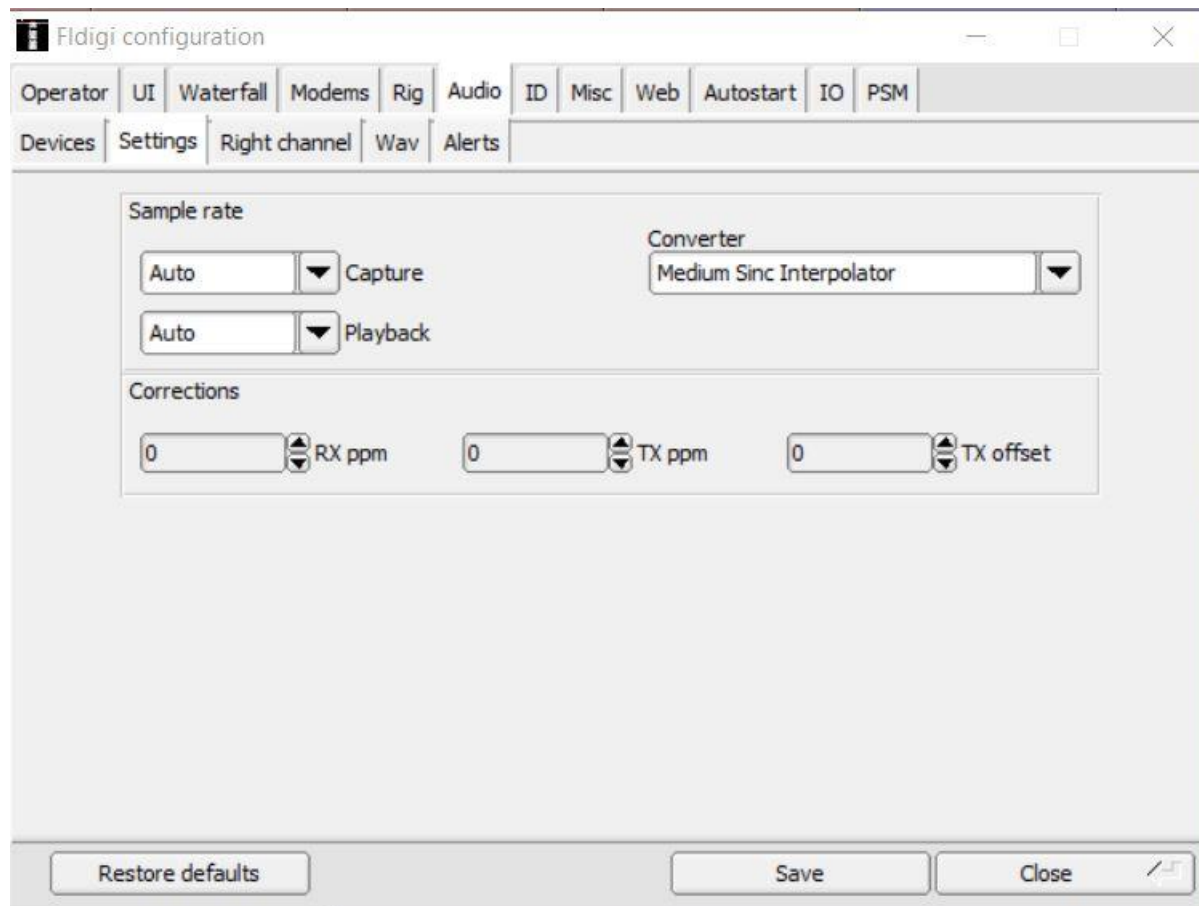 Fldigi configuration
Operator UI Waterfall Modems Rig Audio ID Misc Web Autostart IO PSM
Devices Settings Right channel Wav Alerts
Sample rate
Converter
Auto Capture Medium Sinc Interpolator
Auto Playback
Corrections
0 RX ppm 0 TX ppm 0 TX offset
Restore defaults Save Close